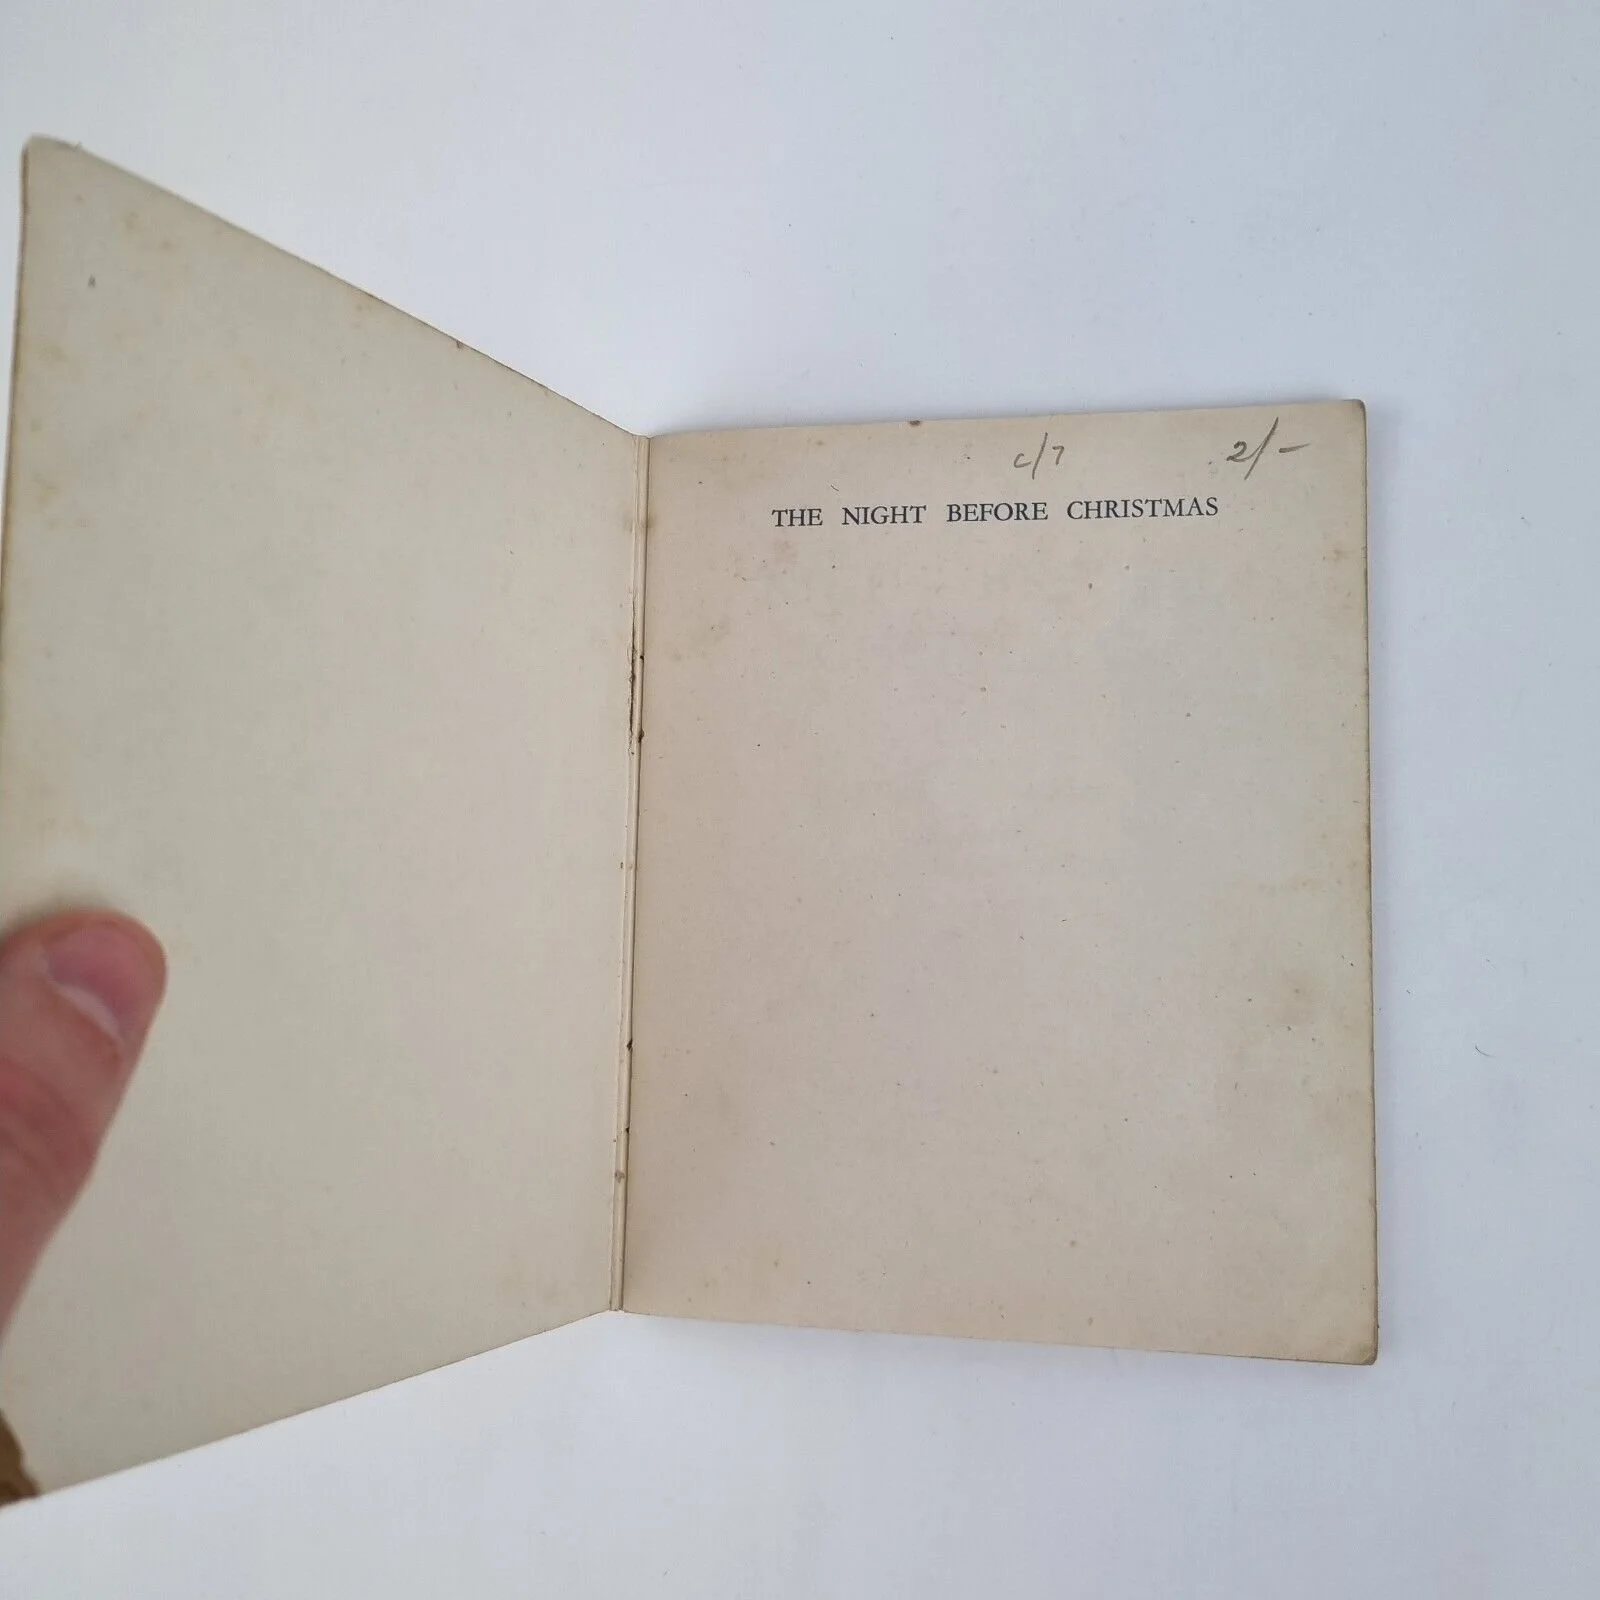 c/7 2/-
THE NIGHT BEFORE CHRISTMAS